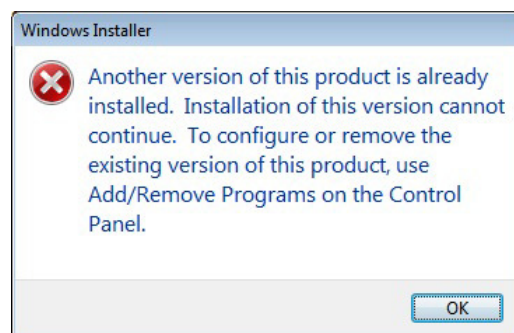 Windows Installer
Another version of this product is already
installed. Installation of this version cannot
continue. To configure or remove the
existing version of this product, use
Add/Remove Programs on the Control
Panel.
OK